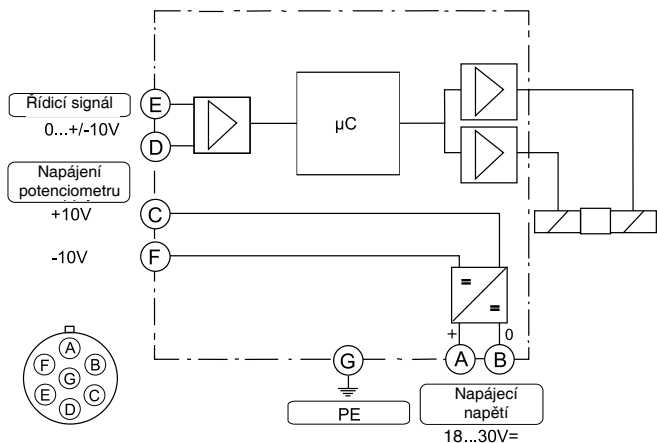 Řídicí signál
0...+/-10V
E
D
µC
Napájení
potenciometru
+10V
C
-10V
F
=
=
+
0
A
B
G
PE
Napájecí
napětí
18...30V=
A
F
B
G
E
C
D